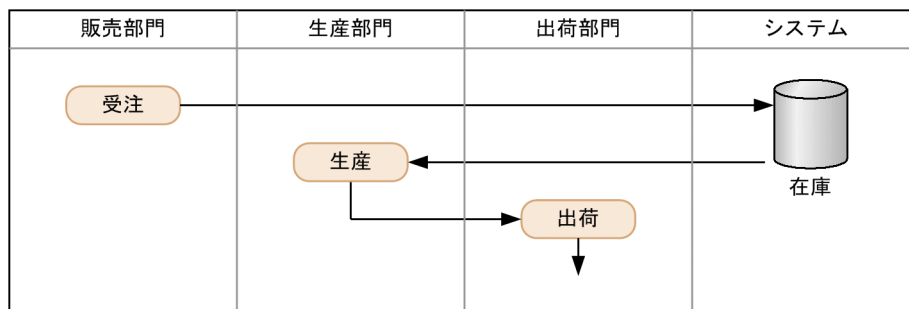 販売部門
生産部門
出荷部門
システム
受注
生産
在庫
出荷